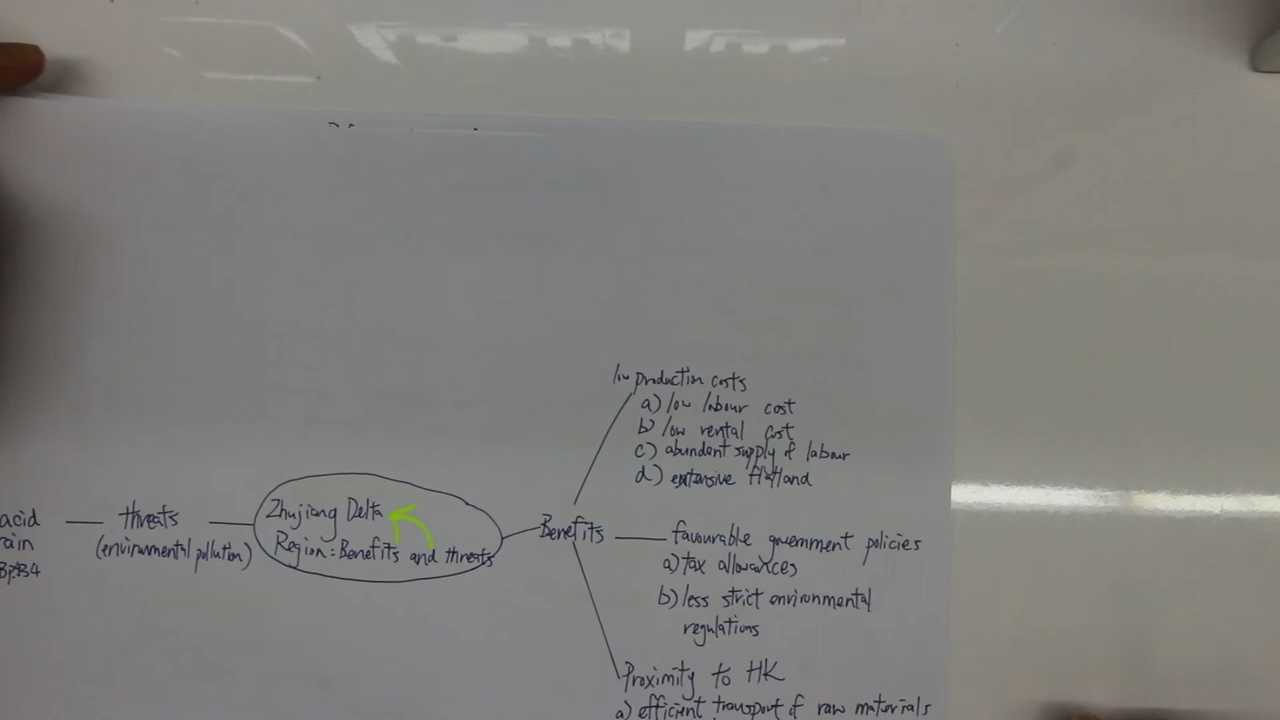 low production costs
a) low labour cost
b) low rental cost
c) abundant supply of labour
d) extensive flatland
acid
rain
threats
(environmental pollution)
Zhujiang Delta
Region: Benefits and threats
Benefits
favourable government policies
a) tax allowances
b) less strict environmental
regulations
Proximity to HK
a) efficient transport of raw materials